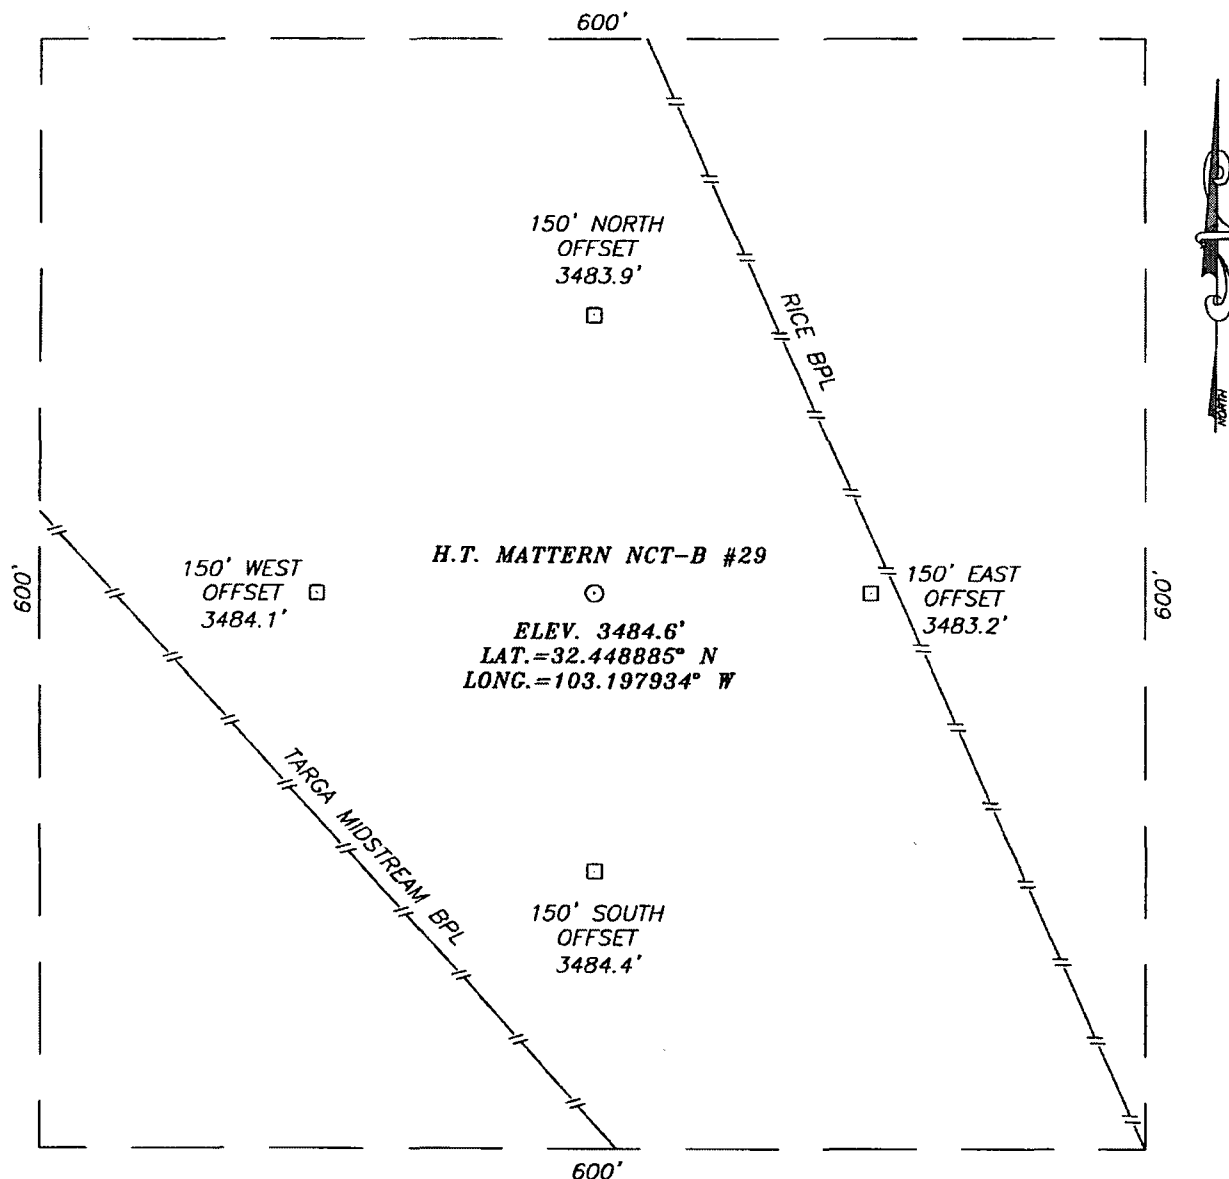 600'
150' NORTH
OFFSET
3483.9'
RICE BPL
NORTH
H.T. MATTERN NCT-B #29
150' WEST
OFFSET
3484.1'
600'
150' EAST
OFFSET
3483.2'
600'
ELEV. 3484.6'
LAT.=32.448885° N
LONG.=103.197934° W
TARGA MIDSTREAM BPL
150' SOUTH
OFFSET
3484.4'
600'